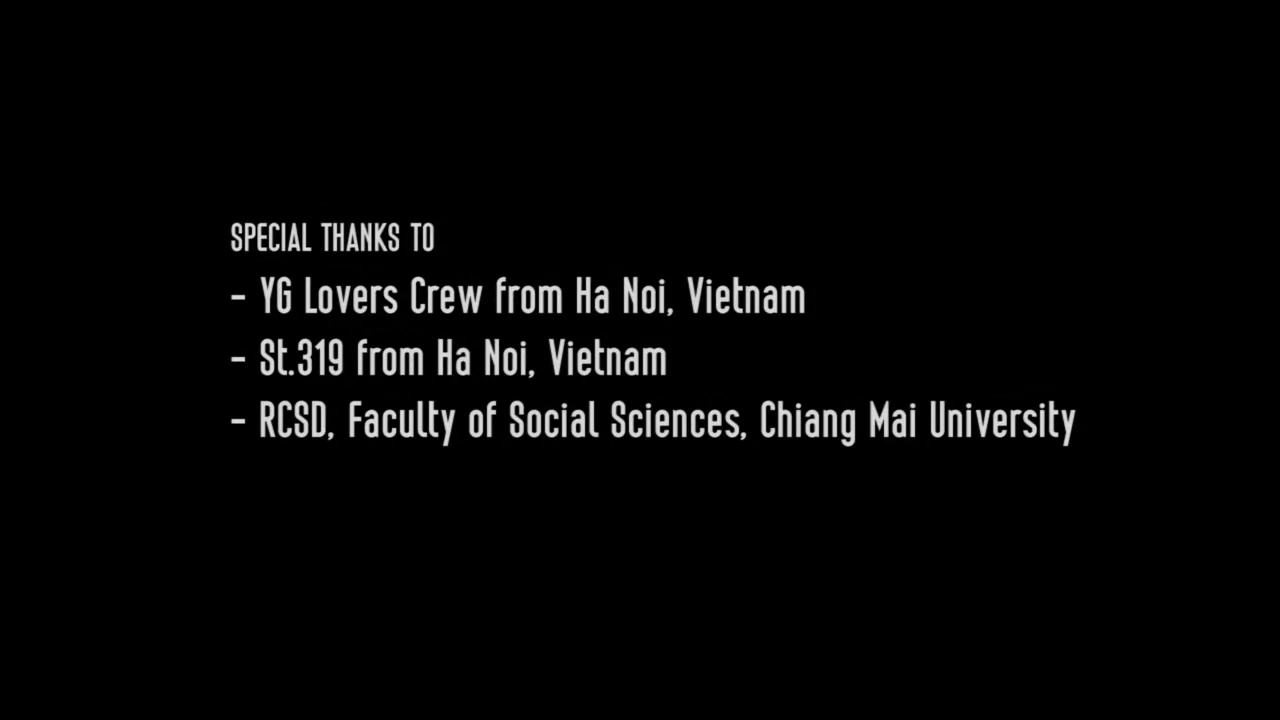 SPECIAL THANKS TO
- YG Lovers Crew from Ha Noi, Vietnam
- St.319 from Ha Noi, Vietnam
- RCSD, Faculty of Social Sciences, Chiang Mai University